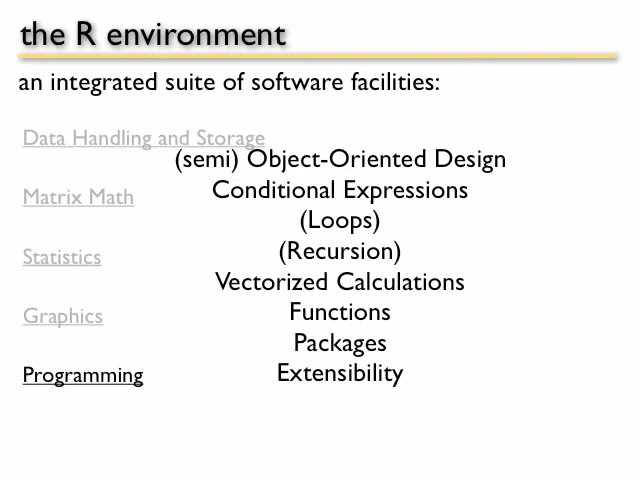 the R environment
an integrated suite of software facilities:
Data Handling and Storage
(semi) Object-Oriented Design
Conditional Expressions
Matrix Math
(Loops)
(Recursion)
Statistics
Vectorized Calculations
Functions
Graphics
Packages
Extensibility
Programming